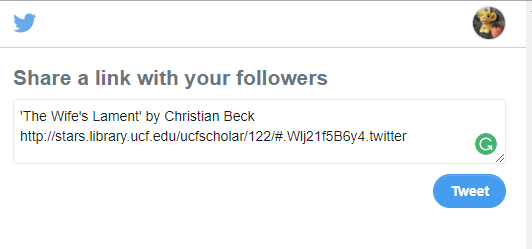 Share a link with your followers
'The Wife's Lament' by Christian Beck
http://stars.library.ucf.edu/ucfscholar/122/#.Wlj21f5B6y4.twitter
Tweet